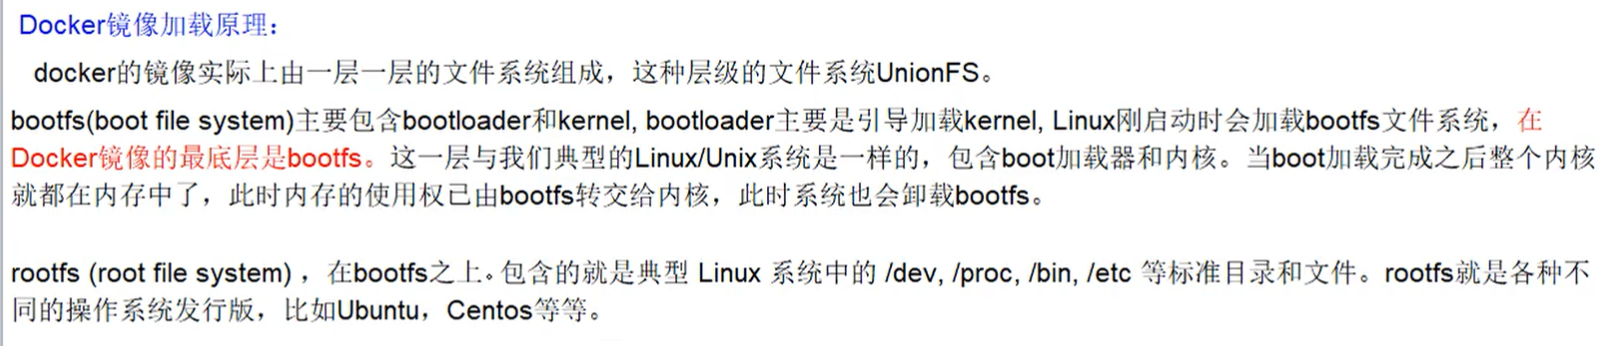 Docker镜像加载原理：
docker的镜像实际上由一层一层的文件系统组成，这种层级的文件系统UnionFS。
bootfs(boot file system)主要包含bootloader和kernel, bootloader主要是引导加载kernel, Linux刚启动时会加载bootfs文件系统，在
Docker镜像的最底层是bootfs。这一层与我们典型的Linux/Unix系统是一样的，包含boot加载器和内核。当boot加载完成之后整个内核
就都在内存中了，此时内存的使用权已由bootfs转交给内核，此时系统也会卸载bootfs。
rootfs (root file system) ，在bootfs之上。包含的就是典型 Linux 系统中的 /dev, /proc, /bin, /etc 等标准目录和文件。rootfs就是各种不
同的操作系统发行版，比如Ubuntu，Centos等等。